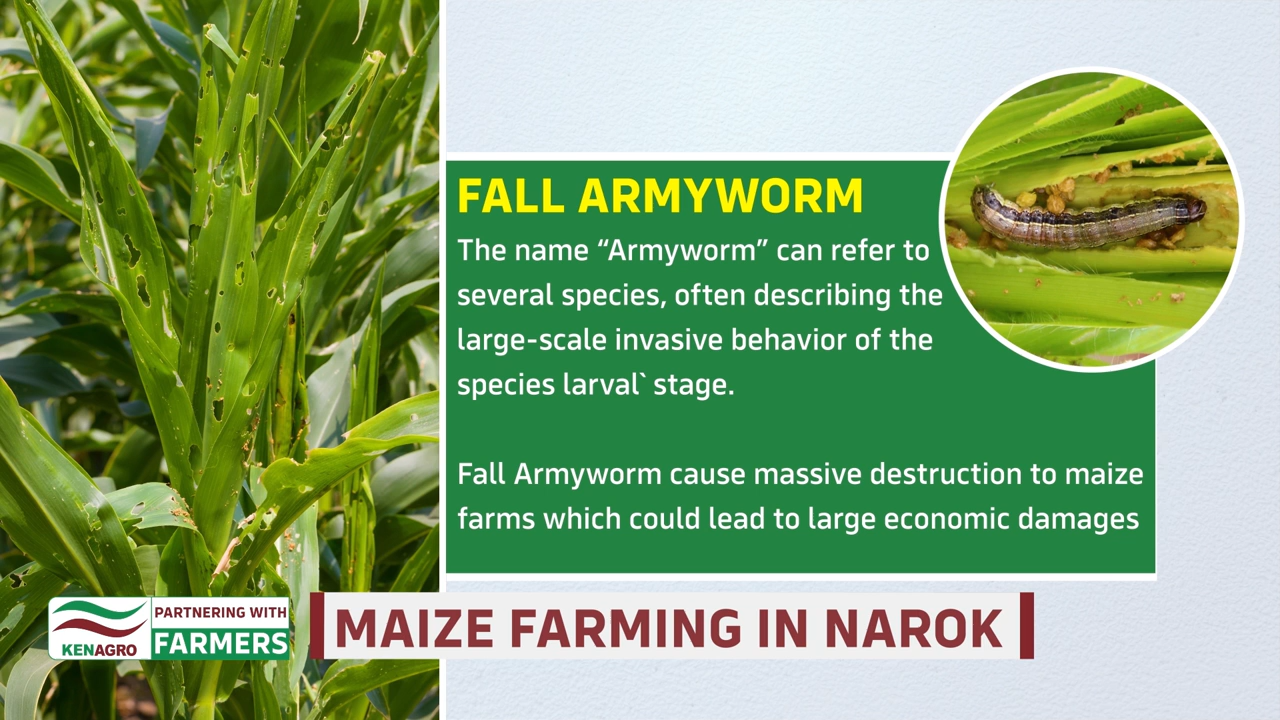 FALL ARMYWORM
The name “Armyworm” can refer to
several species, often describing the
large-scale invasive behavior of the
species larval` stage.
Fall Armyworm cause massive destruction to maize
farms which could lead to large economic damages
KENAGRO
PARTNERING WITH
FARMERS
MAIZE FARMING IN NAROK